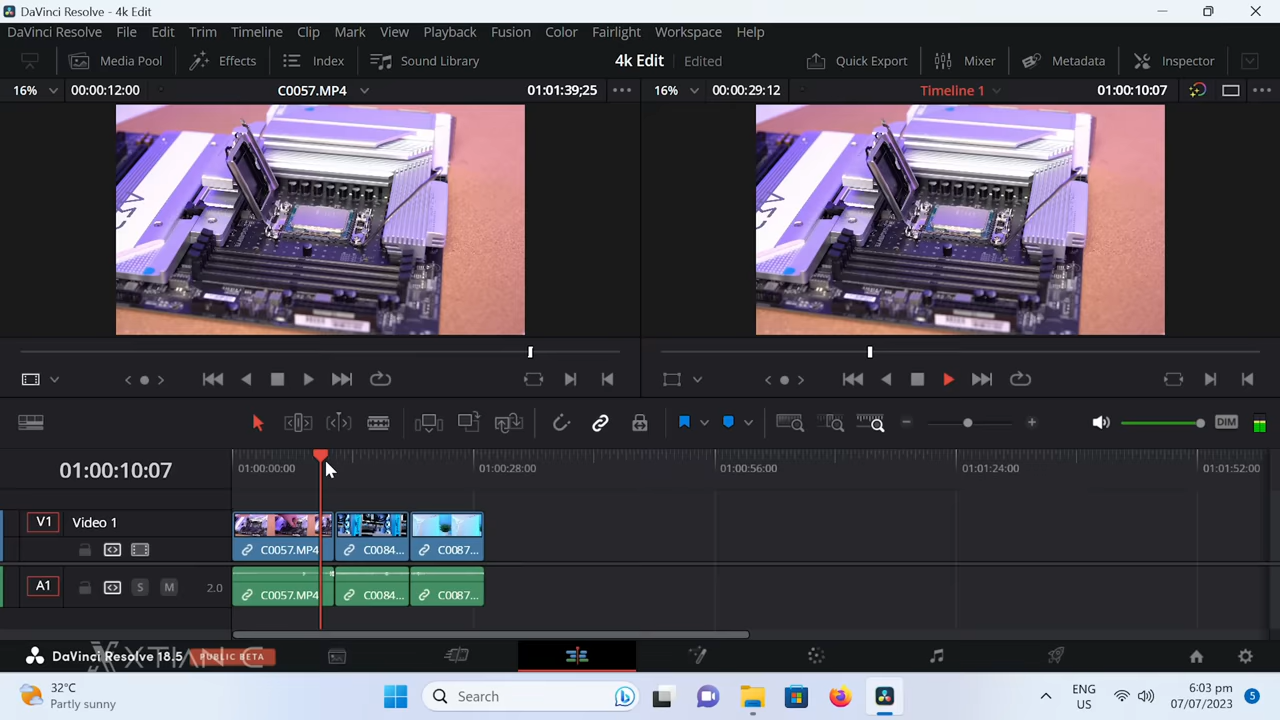 DaVinci Resolve - 4k Edit
DaVinci Resolve File Edit Trim Timeline Clip Mark View Playback Fusion Color Fairlight Workspace Help
Media Pool Effects Index Sound Library 4k Edit Edited Quick Export Mixer Metadata Inspector
16% 00:00:12:00 C0057.MP4 01:01:39;25 16% 00:00:29:12 Timeline 1 01:00:10:07
DIM
01:00:10:07 01:00:00:00 01:00:28:00 01:00:56:00 01:01:24:00 01:01:52:00
V1 Video 1
C0057.MP4 C0084... C0087...
A1 S M 2.0 C0057.MP4 C0084... C0087...
XTIAN C
DaVinci Resolve 18.5 PUBLIC BETA
32°C
Partly sunny
Search
ENG
US
6:03 pm
07/07/2023
5